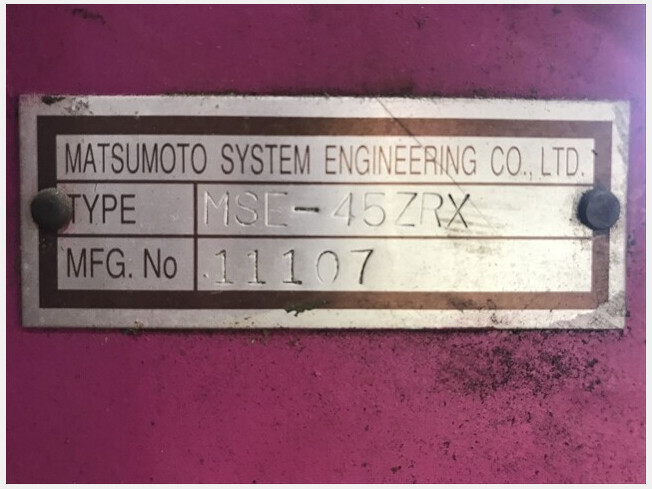 MATSUMOTO SYSTEM ENGINEERING CO., LTD.
TYPE MSE-45ZRX
MFG. No 11107